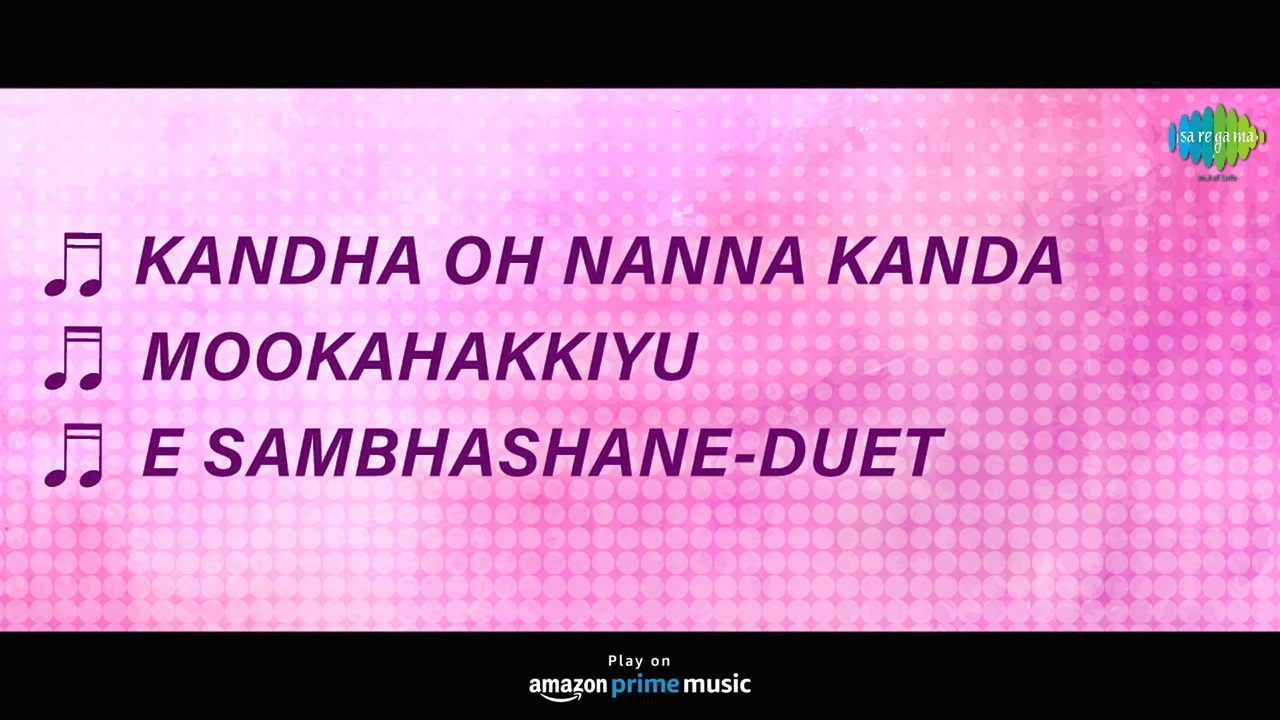 sa re ga ma
KANDHA OH NANNA KANDA
MOOKAHAKKIYU
E SAMBHASHANE-DUET
Play on
amazon prime music